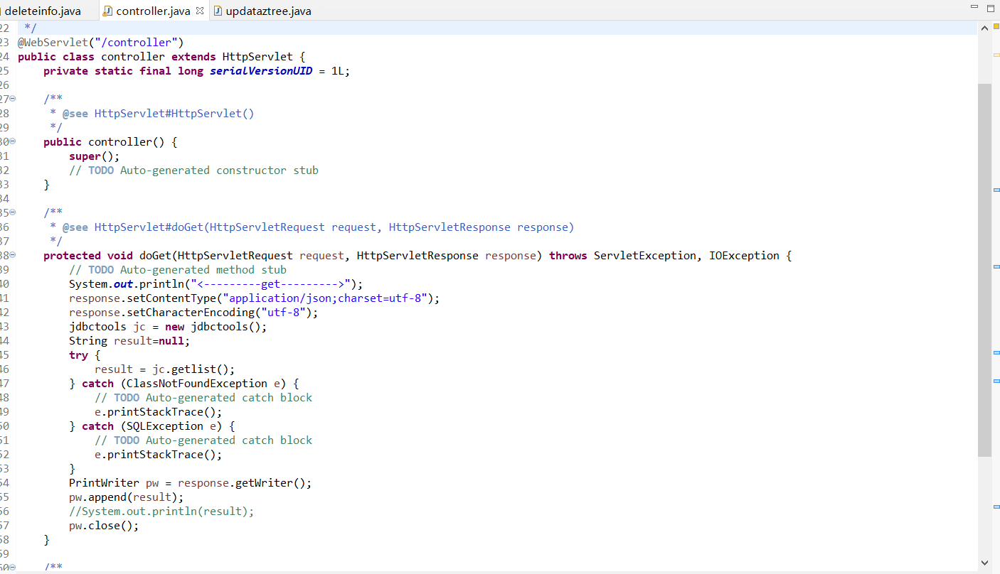 deleteinfo.java controller.java updataztree.java
22 */
23 @WebServlet("/controller")
24 public class controller extends HttpServlet {
25 private static final long serialVersionUID = 1L;
26
27 /**
28 * @see HttpServlet#HttpServlet()
29 */
30 public controller() {
31 super();
32 // TODO Auto-generated constructor stub
33 }
34
35 /**
36 * @see HttpServlet#doGet(HttpServletRequest request, HttpServletResponse response)
37 */
38 protected void doGet(HttpServletRequest request, HttpServletResponse response) throws ServletException, IOException {
39 // TODO Auto-generated method stub
40 System.out.println("<---------get--------->");
41 response.setContentType("application/json;charset=utf-8");
42 response.setCharacterEncoding("utf-8");
43 jdbctools jc = new jdbctools();
44 String result=null;
45 try {
46 result = jc.getlist();
47 } catch (ClassNotFoundException e) {
48 // TODO Auto-generated catch block
49 e.printStackTrace();
50 } catch (SQLException e) {
51 // TODO Auto-generated catch block
52 e.printStackTrace();
53 }
54 PrintWriter pw = response.getWriter();
55 pw.append(result);
56 //System.out.println(result);
57 pw.close();
58 }
59
60 /**